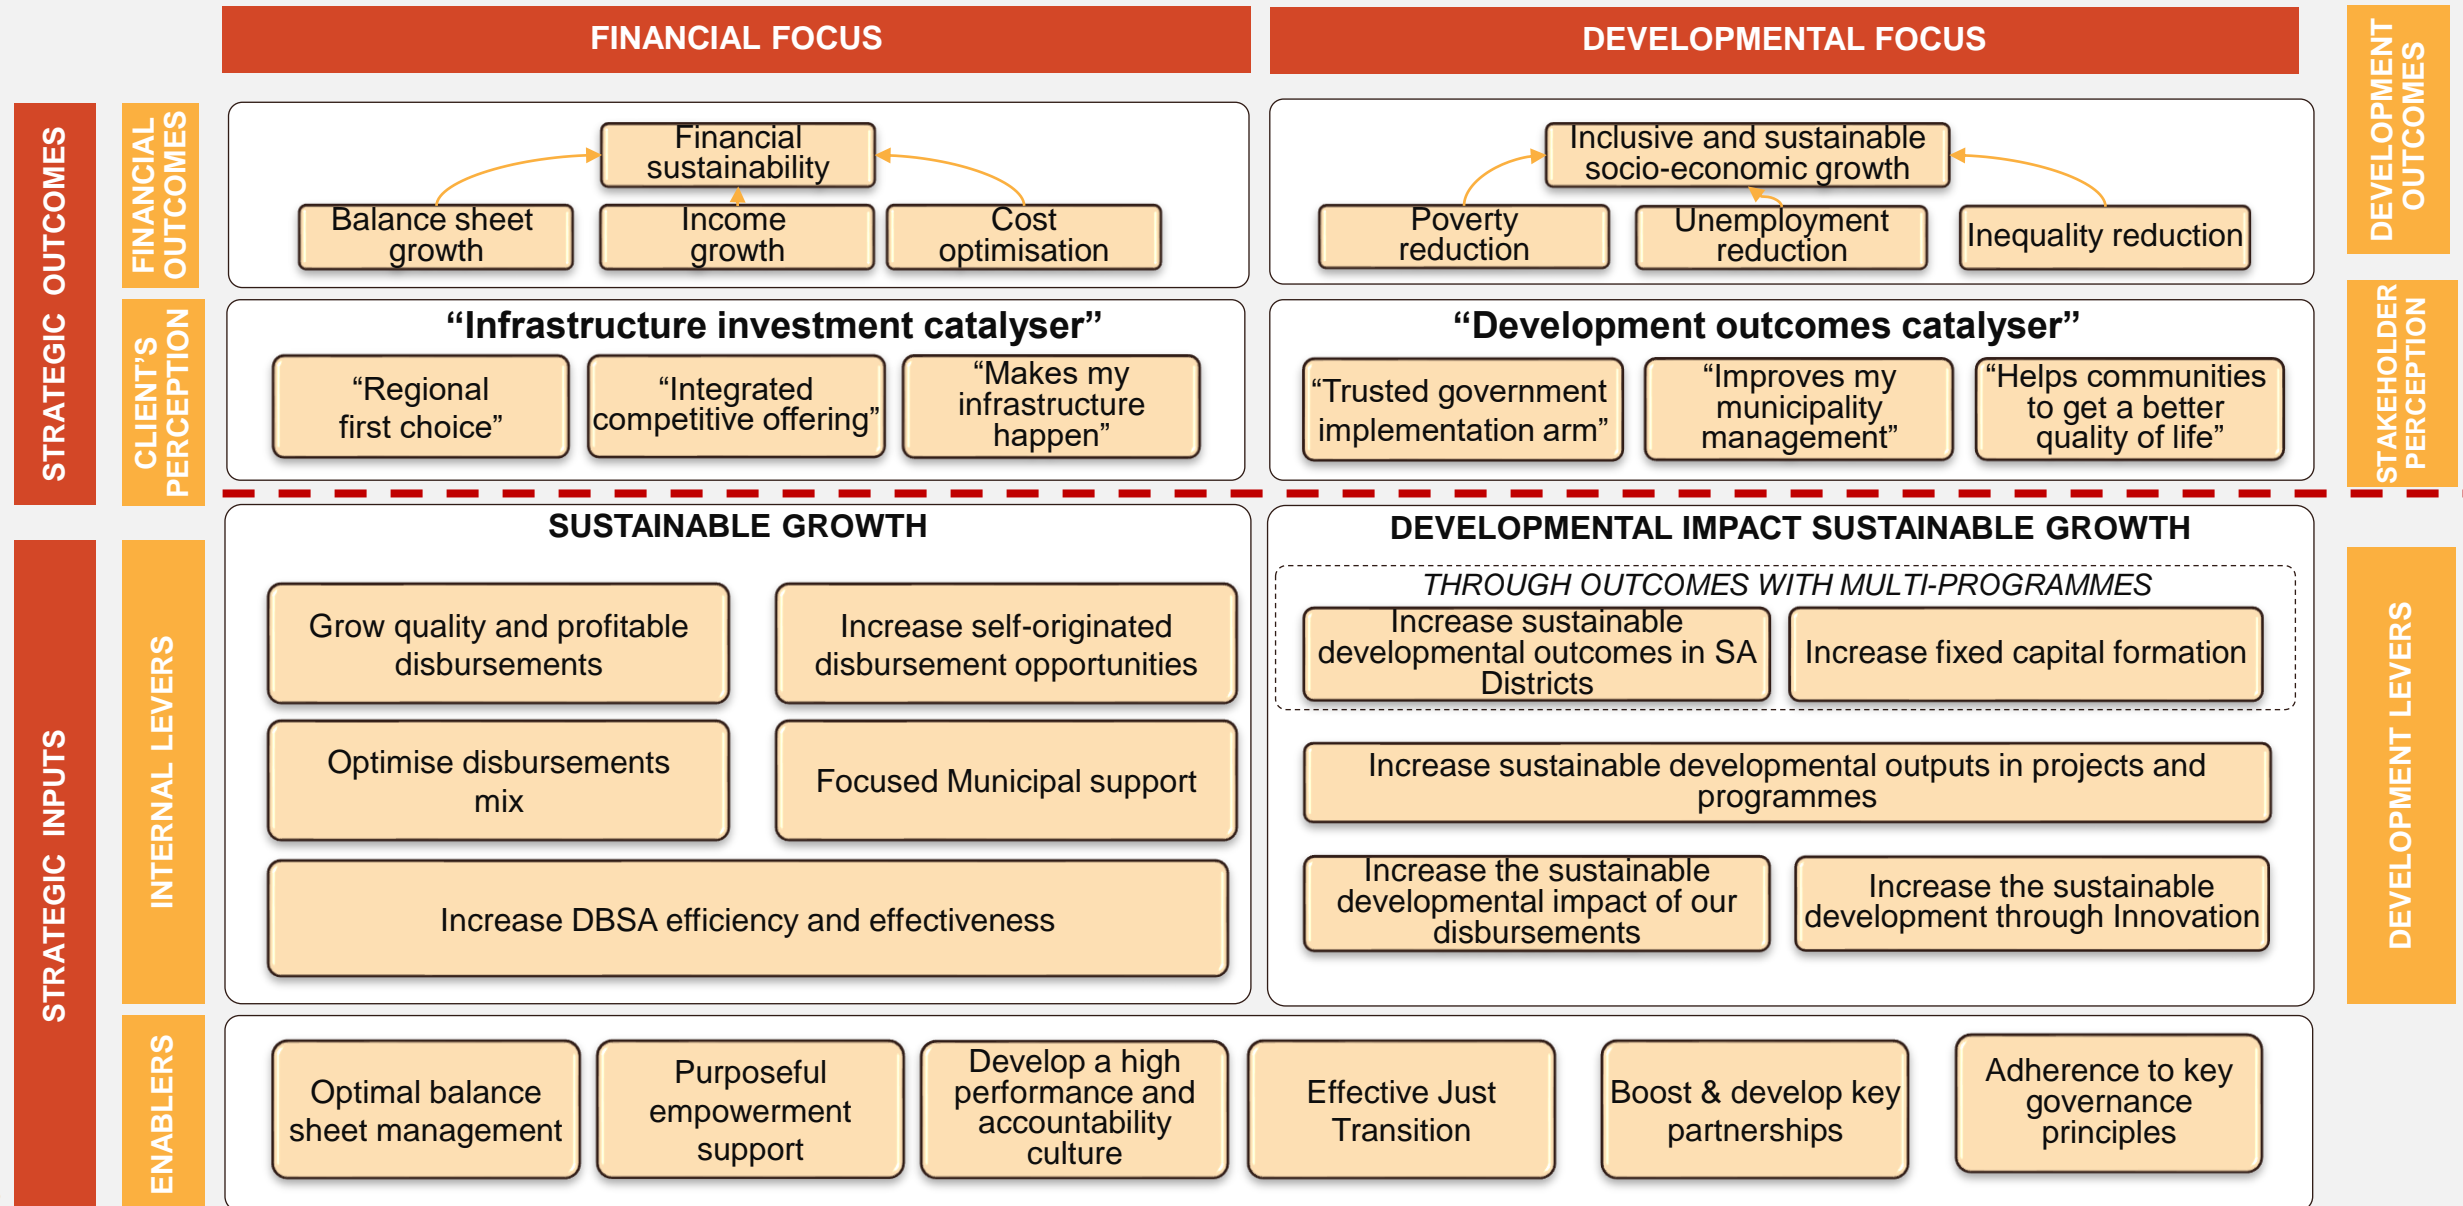 FINANCIAL FOCUS
DEVELOPMENTAL FOCUS
STRATEGIC OUTCOMES
FINANCIAL
OUTCOMES
Financial
sustainability
Balance sheet
growth
Income
growth
Cost
optimisation
Inclusive and sustainable
socio-economic growth
Poverty
reduction
Unemployment
reduction
Inequality reduction
DEVELOPMENT
OUTCOMES
CLIENT’S
PERCEPTION
“Infrastructure investment catalyser”
“Regional
first choice”
“Integrated
competitive offering”
“Makes my
infrastructure
happen”
“Development outcomes catalyser”
“Trusted government
implementation arm”
“Improves my
municipality
management”
“Helps communities
to get a better
quality of life”
STAKEHOLDER
PERCEPTION
STRATEGIC INPUTS
INTERNAL LEVERS
SUSTAINABLE GROWTH
Grow quality and profitable
disbursements
Increase self-originated
disbursement opportunities
Optimise disbursements
mix
Focused Municipal support
Increase DBSA efficiency and effectiveness
DEVELOPMENTAL IMPACT SUSTAINABLE GROWTH
THROUGH OUTCOMES WITH MULTI-PROGRAMMES
Increase sustainable
developmental outcomes in SA
Districts
Increase fixed capital formation
Increase sustainable developmental outputs in projects and
programmes
Increase the sustainable
developmental impact of our
disbursements
Increase the sustainable
development through Innovation
DEVELOPMENT LEVERS
ENABLERS
Optimal balance
sheet management
Purposeful
empowerment
support
Develop a high
performance and
accountability
culture
Effective Just
Transition
Boost & develop key
partnerships
Adherence to key
governance
principles